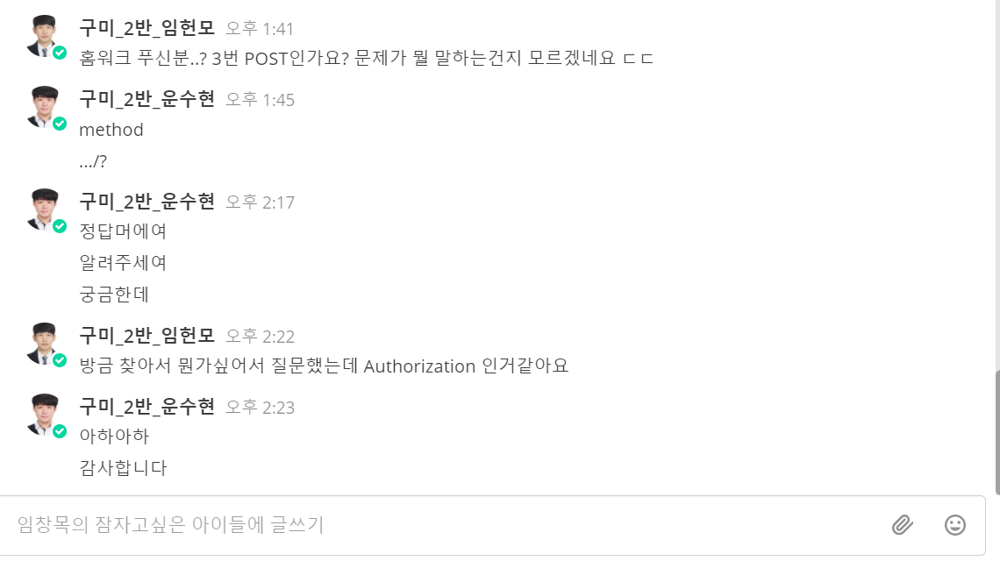 구미_2반_임헌모 오후 1:41
홈워크 푸신분..? 3번 POST인가요? 문제가 뭘 말하는건지 모르겠네요 ㄷㄷ
구미_2반_운수현 오후 1:45
method
.../?
구미_2반_운수현 오후 2:17
정답머에여
알려주세여
궁금한데
구미_2반_임헌모 오후 2:22
방금 찾아서 뭔가싶어서 질문했는데 Authorization 인거같아요
구미_2반_운수현 오후 2:23
아하아하
감사합니다
임창목의 잠자고싶은 아이들에 글쓰기